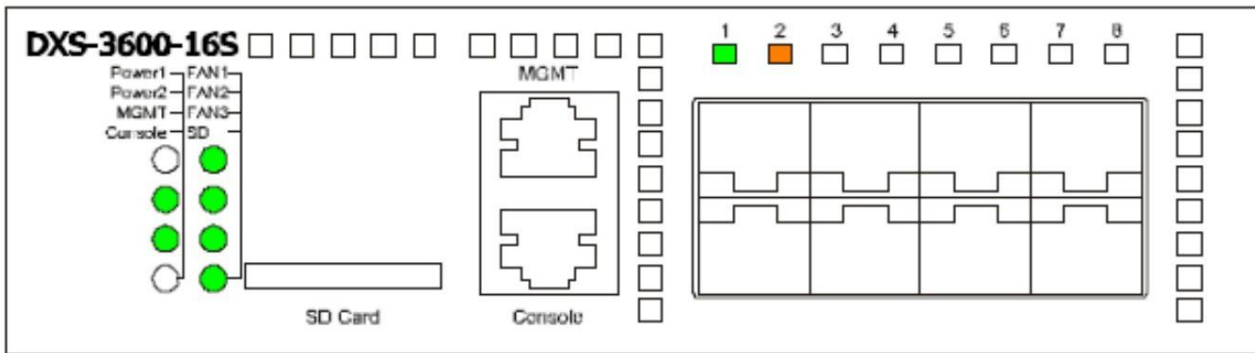 DXS-3600-16S
1 2 3 4 5 6 7 8
Power1 FAN1
Power2 FAN2
MGMT FAN3
Console SD
MGMT
SD Card
Console